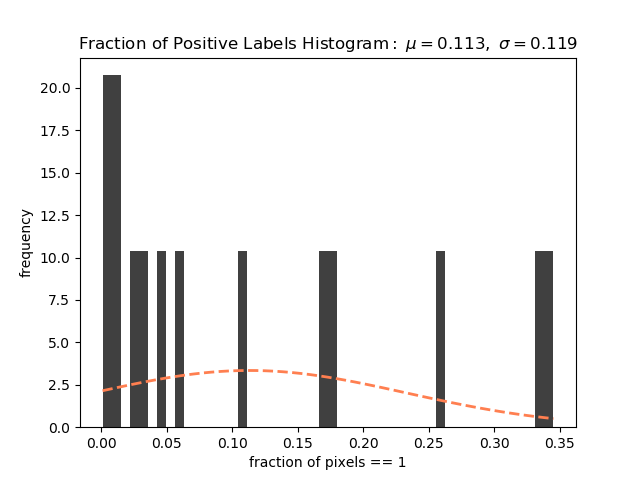 Fraction of Positive Labels Histogram : μ = 0.113, σ = 0.119
20.0
17.5
15.0
12.5
10.0
7.5
5.0
2.5
0.0
frequency
0.00 0.05 0.10 0.15 0.20 0.25 0.30 0.35
fraction of pixels == 1